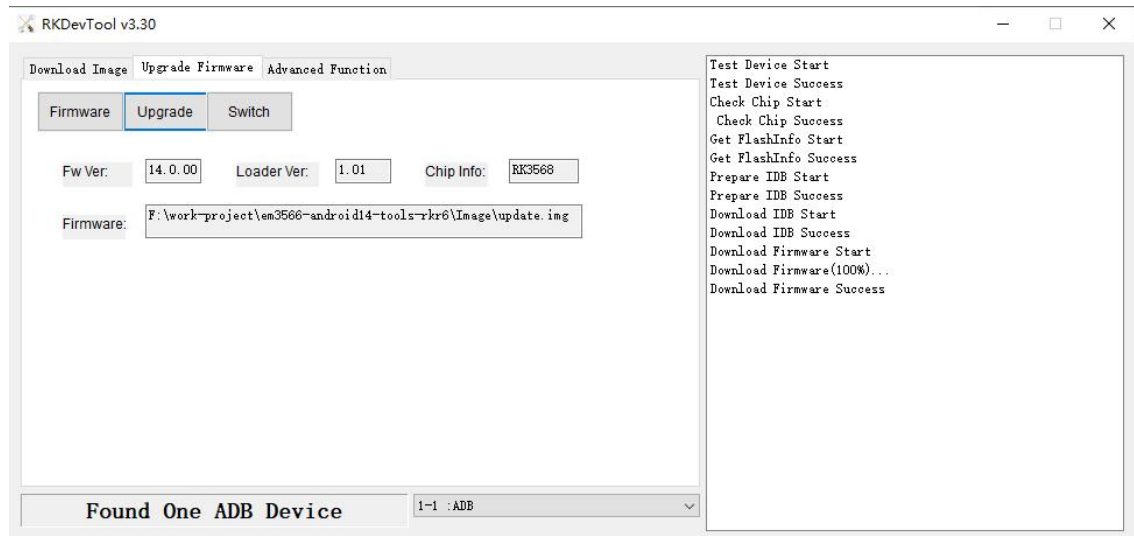 RKDevTool v3.30
Download Image Upgrade Firmware Advanced Function
Firmware Upgrade Switch
Fw Ver: 14.0.00 Loader Ver: 1.01 Chip Info: RK3568
Firmware: F:\work-project\em3566-android14-tools-rkr6\Image\update.img
Found One ADB Device
1-1 :ADB
Test Device Start
Test Device Success
Check Chip Start
Check Chip Success
Get FlashInfo Start
Get FlashInfo Success
Prepare IDB Start
Prepare IDB Success
Download IDB Start
Download IDB Success
Download Firmware Start
Download Firmware(100%)...
Download Firmware Success